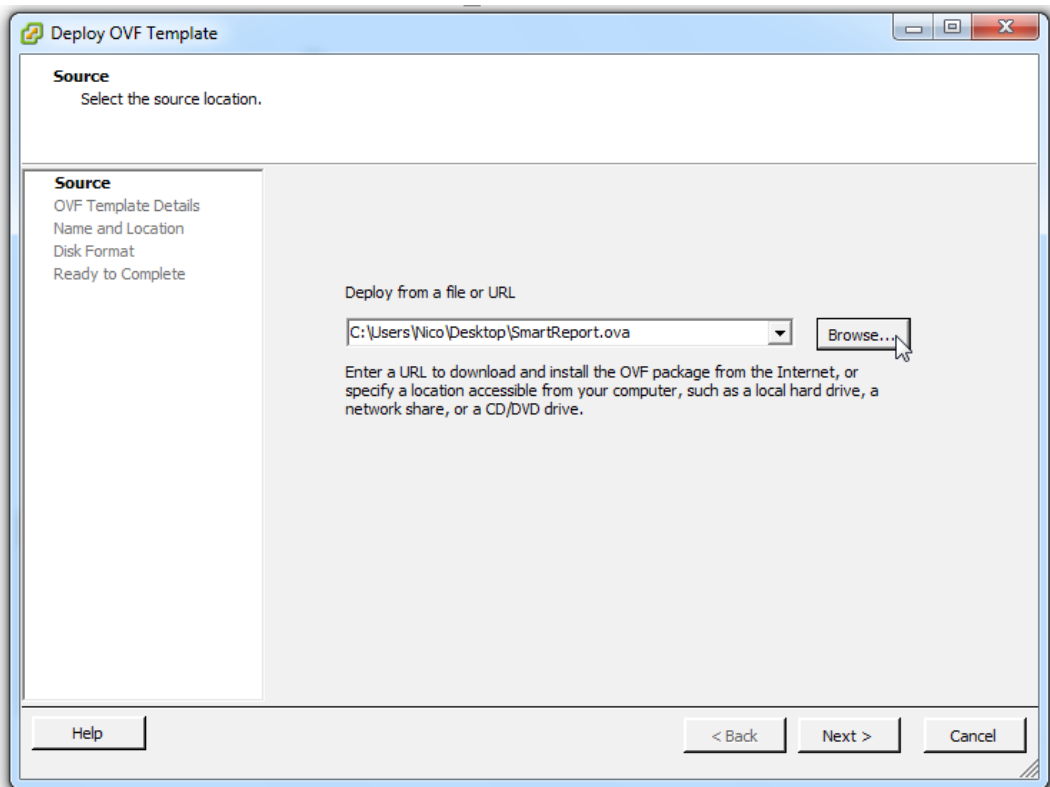 Deploy OVF Template
Source
Select the source location.
Source
OVF Template Details
Name and Location
Disk Format
Ready to Complete
Deploy from a file or URL
C:\Users\Nico\Desktop\SmartReport.ova
Browse...
Enter a URL to download and install the OVF package from the Internet, or
specify a location accessible from your computer, such as a local hard drive, a
network share, or a CD/DVD drive.
Help
< Back
Next >
Cancel